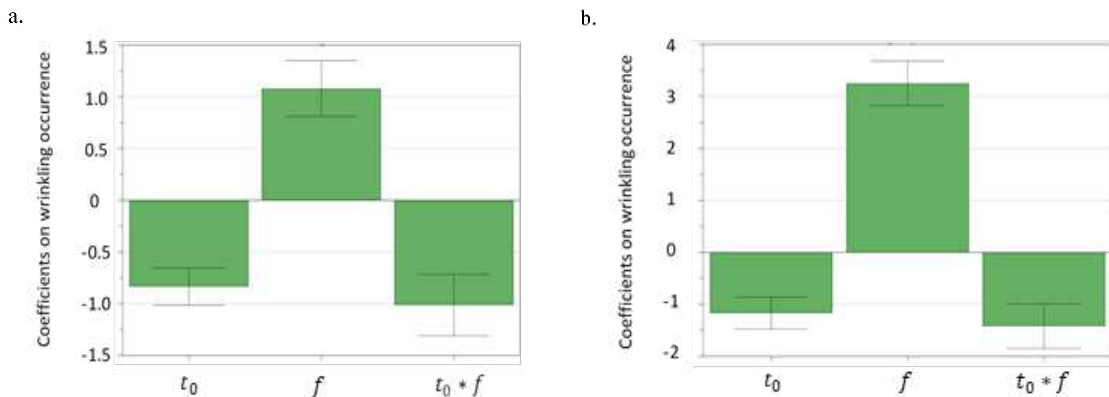 a.
Coefficients on wrinkling occurrence
1.5
1.0
0.5
0
-0.5
-1.0
-1.5
t₀
f
t₀ * f
b.
Coefficients on wrinkling occurrence
4
3
2
1
0
-1
-2
t₀
f
t₀ * f